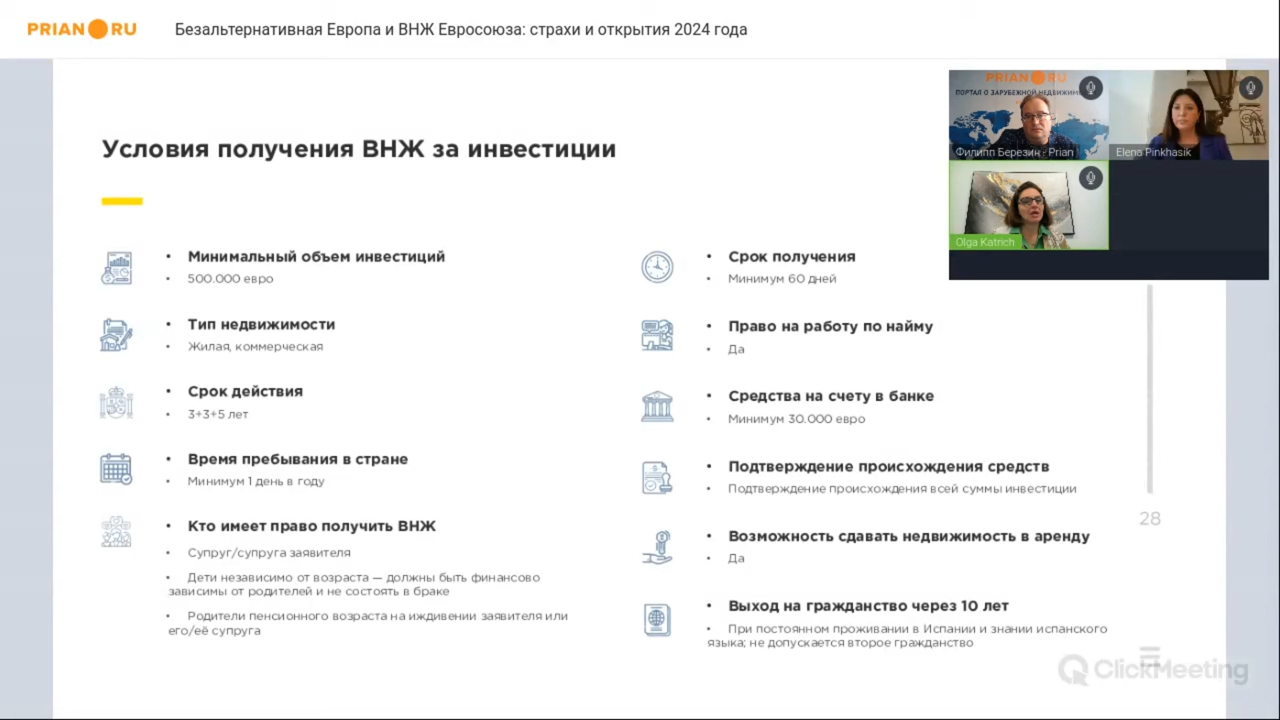 PRIAN RU
Безальтернативная Европа и ВНЖ Евросоюза: страхи и открытия 2024 года
PRIAN RU
ПОРТАЛ О ЗАРУБЕЖНОЙ НЕДВИЖИМ
Филипп Березин - Prian
Elena Pinkhasik
Olga Katrich
Условия получения ВНЖ за инвестиции
• Минимальный объем инвестиций
• 500.000 евро
• Тип недвижимости
• Жилая, коммерческая
• Срок действия
• 3+3+5 лет
• Время пребывания в стране
• Минимум 1 день в году
• Кто имеет право получить ВНЖ
• Супруг/супруга заявителя
• Дети независимо от возраста — должны быть финансово
зависимы от родителей и не состоять в браке
• Родители пенсионного возраста на иждивении заявителя или
его/её супруга
• Срок получения
• Минимум 60 дней
• Право на работу по найму
• Да
• Средства на счету в банке
• Минимум 30.000 евро
• Подтверждение происхождения средств
• Подтверждение происхождения всей суммы инвестиции
• Возможность сдавать недвижимость в аренду
• Да
• Выход на гражданство через 10 лет
• При постоянном проживании в Испании и знании испанского
языка; не допускается второе гражданство
28
ClickMeeting